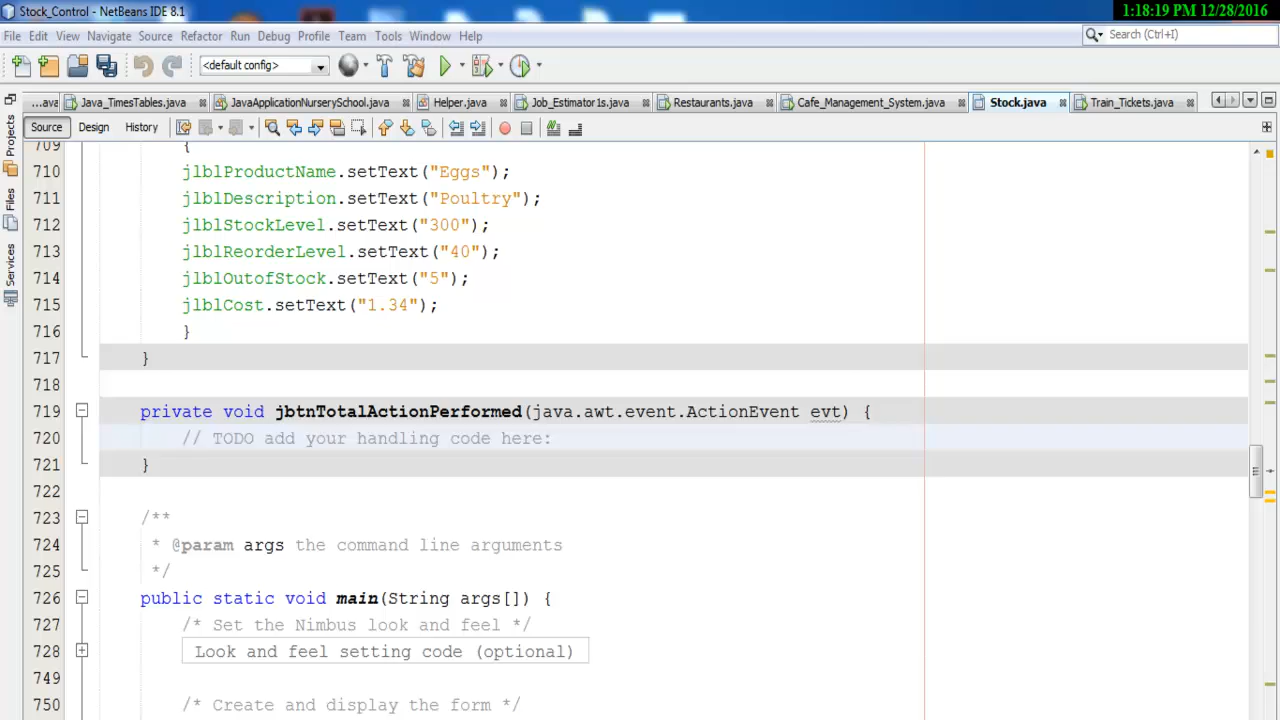 Stock_Control - NetBeans IDE 8.1
1:18:19 PM 12/28/2016
File Edit View Navigate Source Refactor Run Debug Profile Team Tools Window Help
Search (Ctrl+I)
<default config>
...ava Java_TimesTables.java JavaApplicationNurserySchool.java Helper.java Job_Estimator1s.java Restaurants.java Cafe_Management_System.java Stock.java Train_Tickets.java
Source Design History
Projects
Files
Services
709 {
710 jlblProductName.setText("Eggs");
711 jlblDescription.setText("Poultry");
712 jlblStockLevel.setText("300");
713 jlblReorderLevel.setText("40");
714 jlblOutofStock.setText("5");
715 jlblCost.setText("1.34");
716 }
717 }
718
719 private void jbtnTotalActionPerformed(java.awt.event.ActionEvent evt) {
720 // TODO add your handling code here:
721 }
722
723 /**
724 * @param args the command line arguments
725 */
726 public static void main(String args[]) {
727 /* Set the Nimbus look and feel */
728 Look and feel setting code (optional)
749
750 /* Create and display the form */